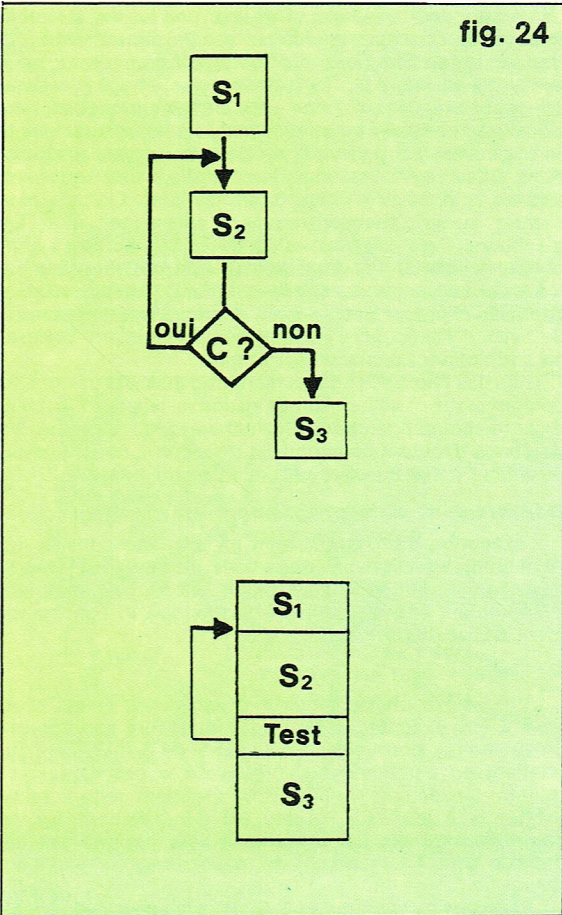 fig. 24
S₁
S₂
oui
C ?
non
S₃
S₁
S₂
Test
S₃